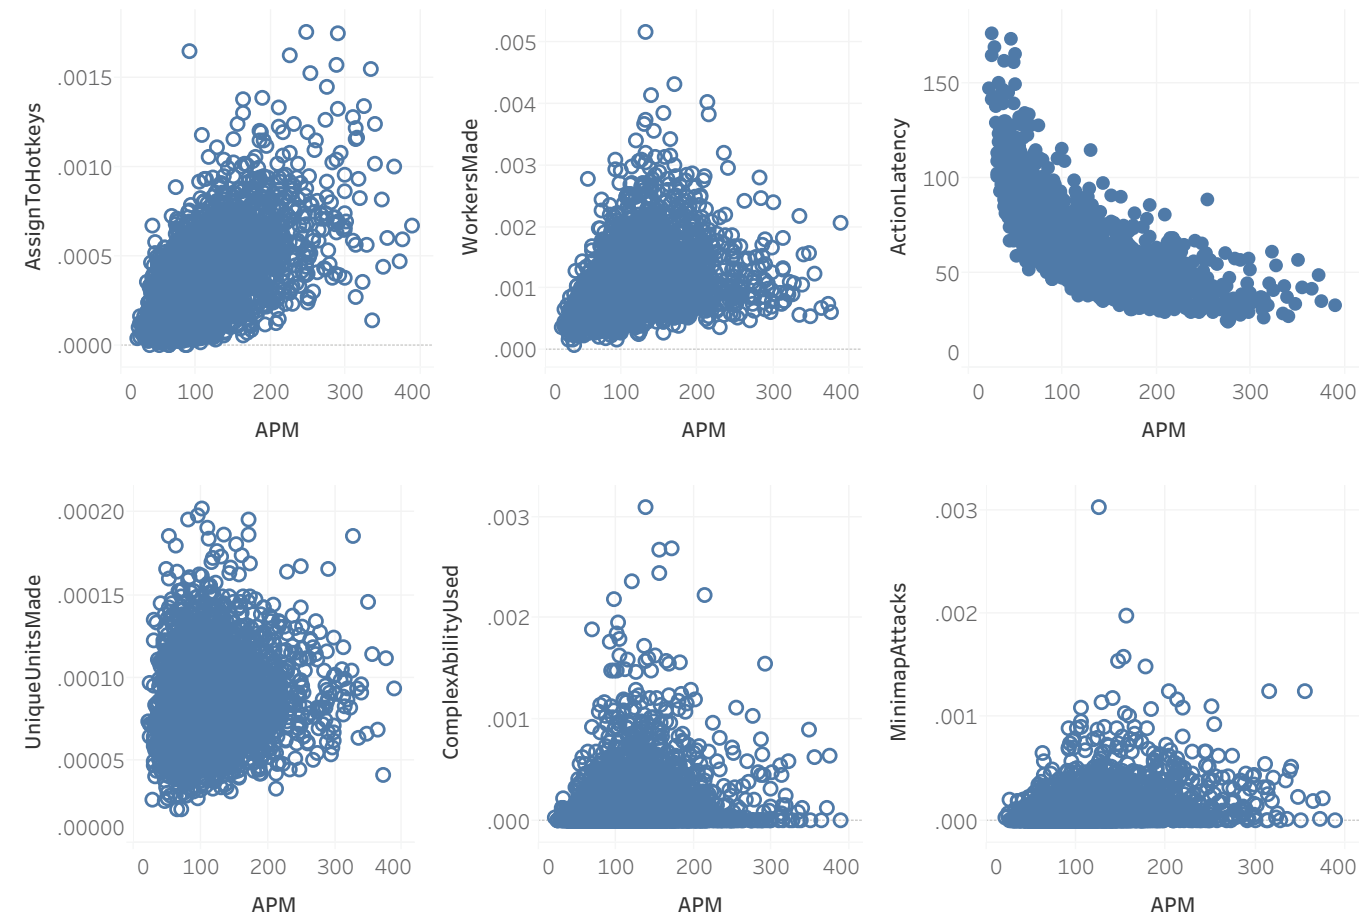 AssignToHotkeys
.0015
.0010
.0005
.0000
0 100 200 300 400
APM
WorkersMade
.005
.004
.003
.002
.001
.000
0 100 200 300 400
APM
ActionLatency
150
100
50
0
0 100 200 300 400
APM
UniqueUnitsMade
.00020
.00015
.00010
.00005
.00000
0 100 200 300 400
APM
ComplexAbilityUsed
.003
.002
.001
.000
0 100 200 300 400
APM
MinimapAttacks
.003
.002
.001
.000
0 100 200 300 400
APM